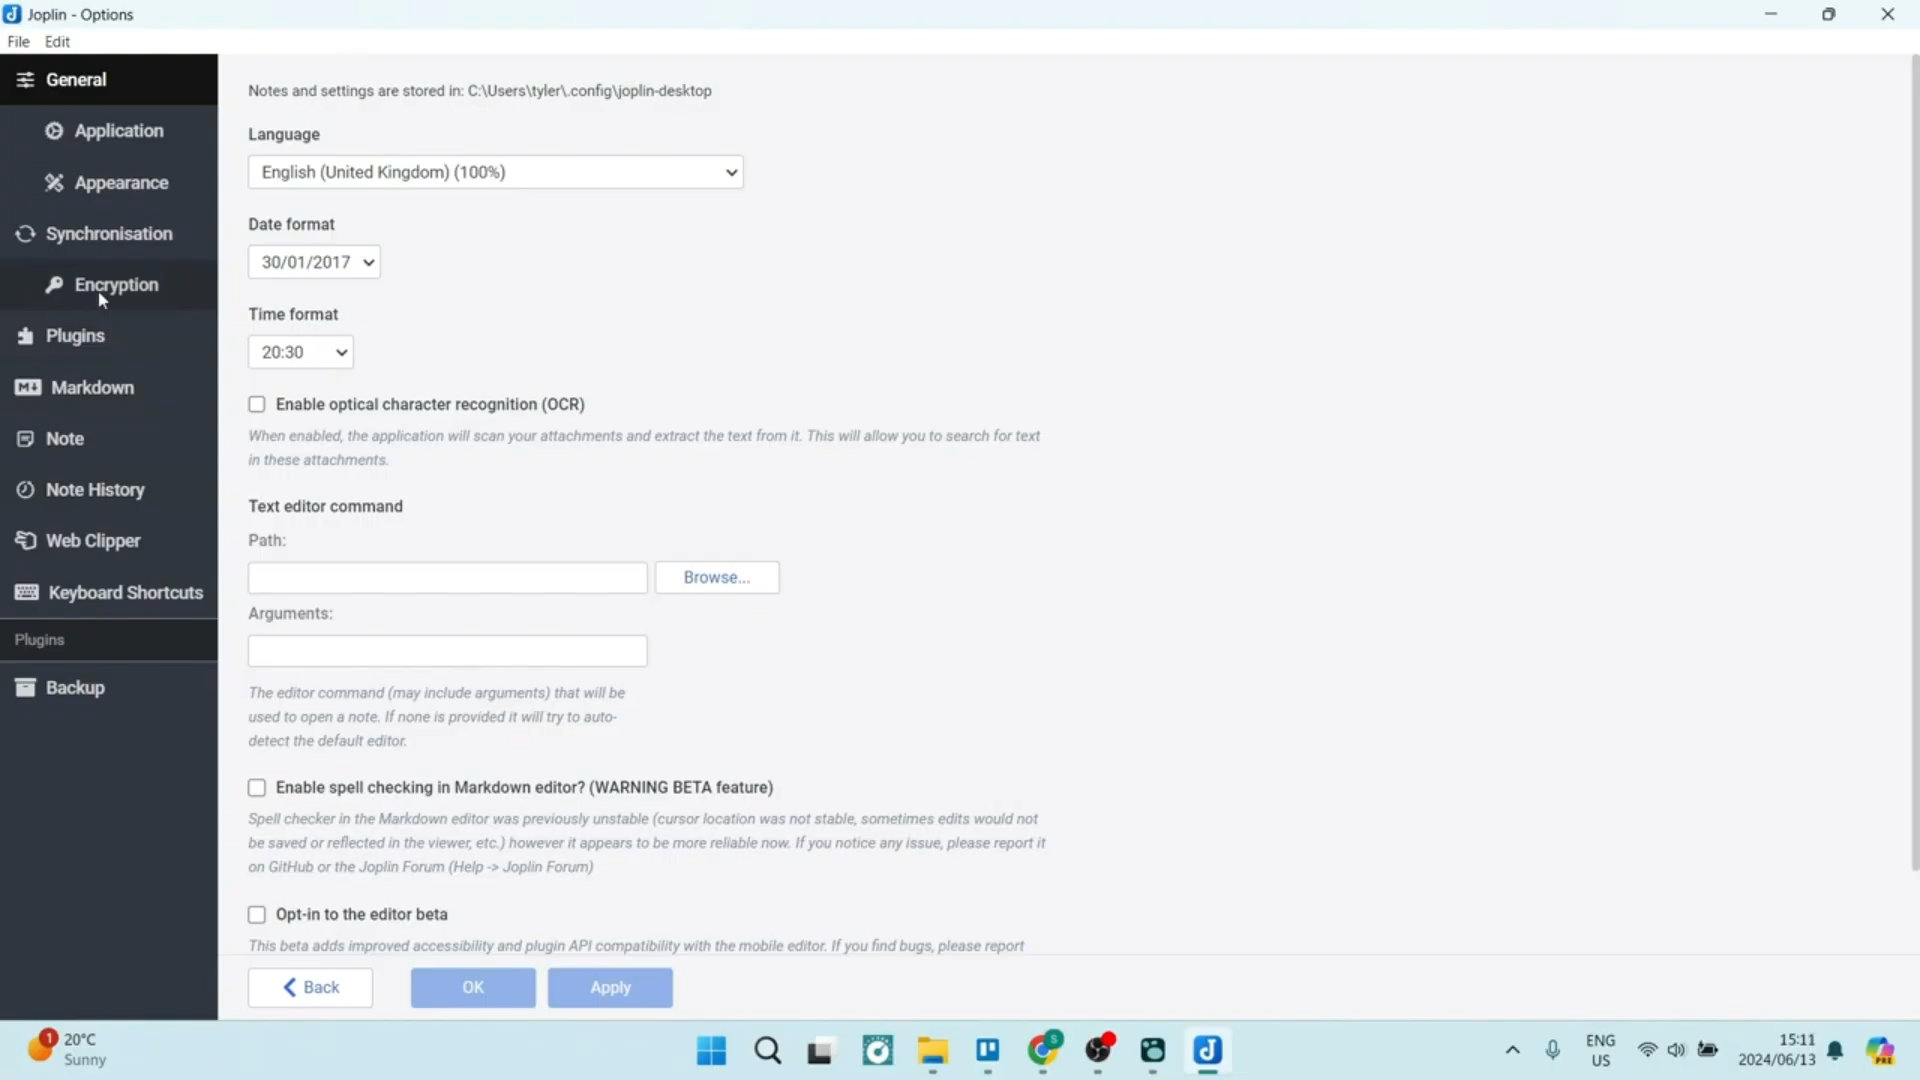 Joplin - Options
File Edit
General
Application
Appearance
Synchronisation
Encryption
Plugins
Markdown
Note
Note History
Web Clipper
Keyboard Shortcuts
Plugins
Backup
Notes and settings are stored in: C:\Users\tyler\.config\joplin-desktop
Language
English (United Kingdom) (100%)
Date format
30/01/2017
Time format
20:30
Enable optical character recognition (OCR)
When enabled, the application will scan your attachments and extract the text from it. This will allow you to search for text
in these attachments.
Text editor command
Path:
Browse...
Arguments:
The editor command (may include arguments) that will be
used to open a note. If none is provided it will try to auto-
detect the default editor.
Enable spell checking in Markdown editor? (WARNING BETA feature)
Spell checker in the Markdown editor was previously unstable (cursor location was not stable, sometimes edits would not
be saved or reflected in the viewer, etc.) however it appears to be more reliable now. If you notice any issue, please report it
on GitHub or the Joplin Forum (Help -> Joplin Forum)
Opt-in to the editor beta
This beta adds improved accessibility and plugin API compatibility with the mobile editor. If you find bugs, please report
Back OK Apply
1 20°C
Sunny
S
ENG
US
15:11
2024/06/13
PRE